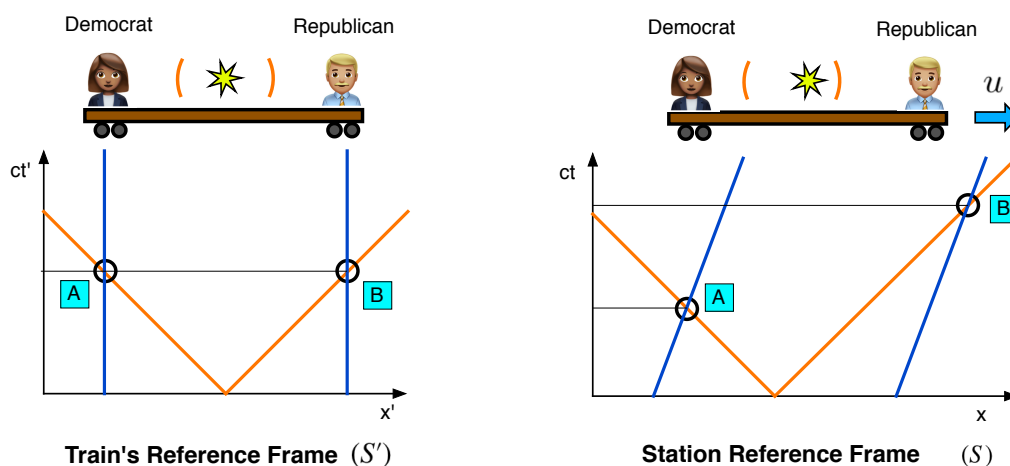 Democrat
Republican
ct'
A
B
x'
Train's Reference Frame (S′)
Democrat
Republican
u
ct
A
B
x
Station Reference Frame (S)